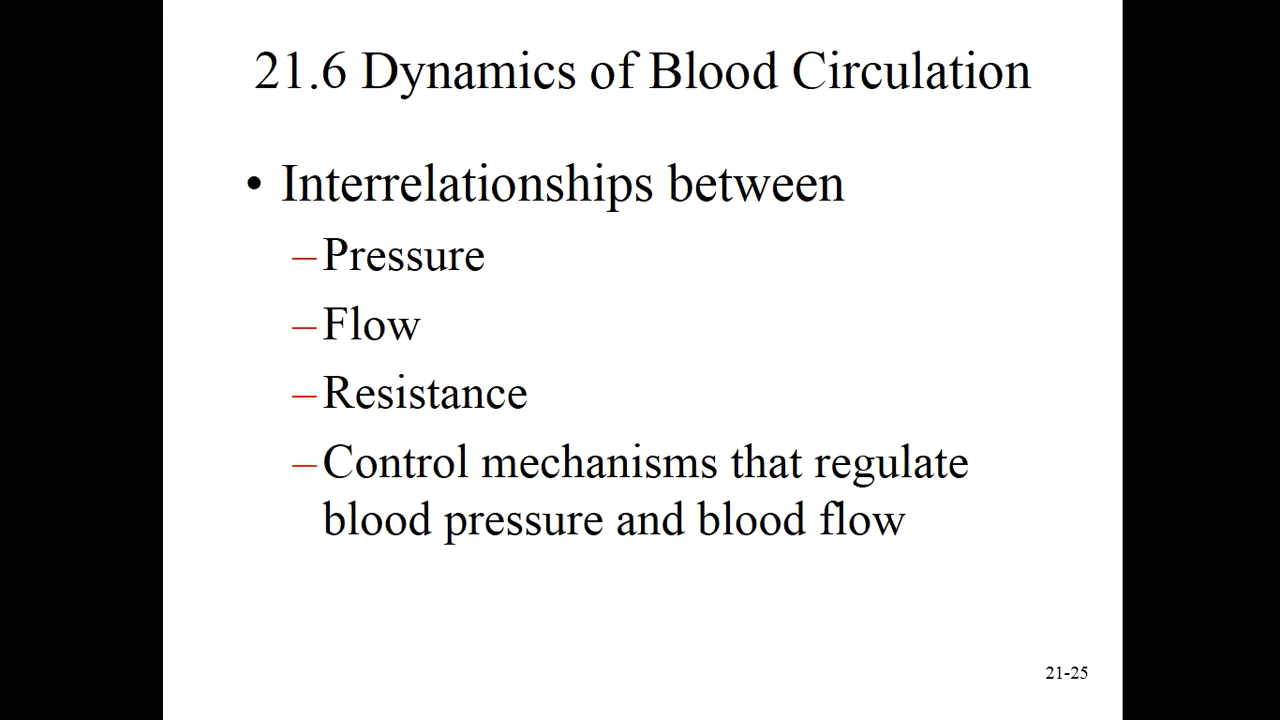 21.6 Dynamics of Blood Circulation
• Interrelationships between
–Pressure
–Flow
–Resistance
–Control mechanisms that regulate
blood pressure and blood flow
21-25